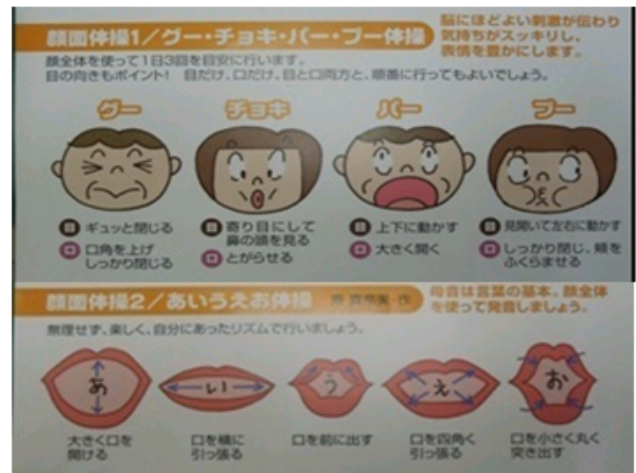 顔面体操1/グー・チョキ・パー・プー体操
脳にほどよい刺激が伝わり
気持ちがスッキリし、
表情を豊かにします。
顔全体を使って1日3回を目安に行います。
目の向きもポイント! 目だけ、口だけ、目と口両方と、順番に行ってもよいでしょう。
グー
チョキ
パー
プー
目 ギュッと閉じる
口 口角を上げ
しっかり閉じる
目 寄り目にして
鼻の頭を見る
口 とがらせる
目 上下に動かす
口 大きく開く
目 見開いて左右に動かす
口 しっかり閉じ、頬を
ふくらませる
顔面体操2/あいうえお体操
母音は言葉の基本。顔全体
を使って発音しましょう。
無理せず、楽しく、自分にあったリズムで行いましょう。
あ
い
う
え
お
大きく口を
開ける
口を横に
引っ張る
口を前に出す
口を四角く
引っ張る
口を小さく丸く
突き出す